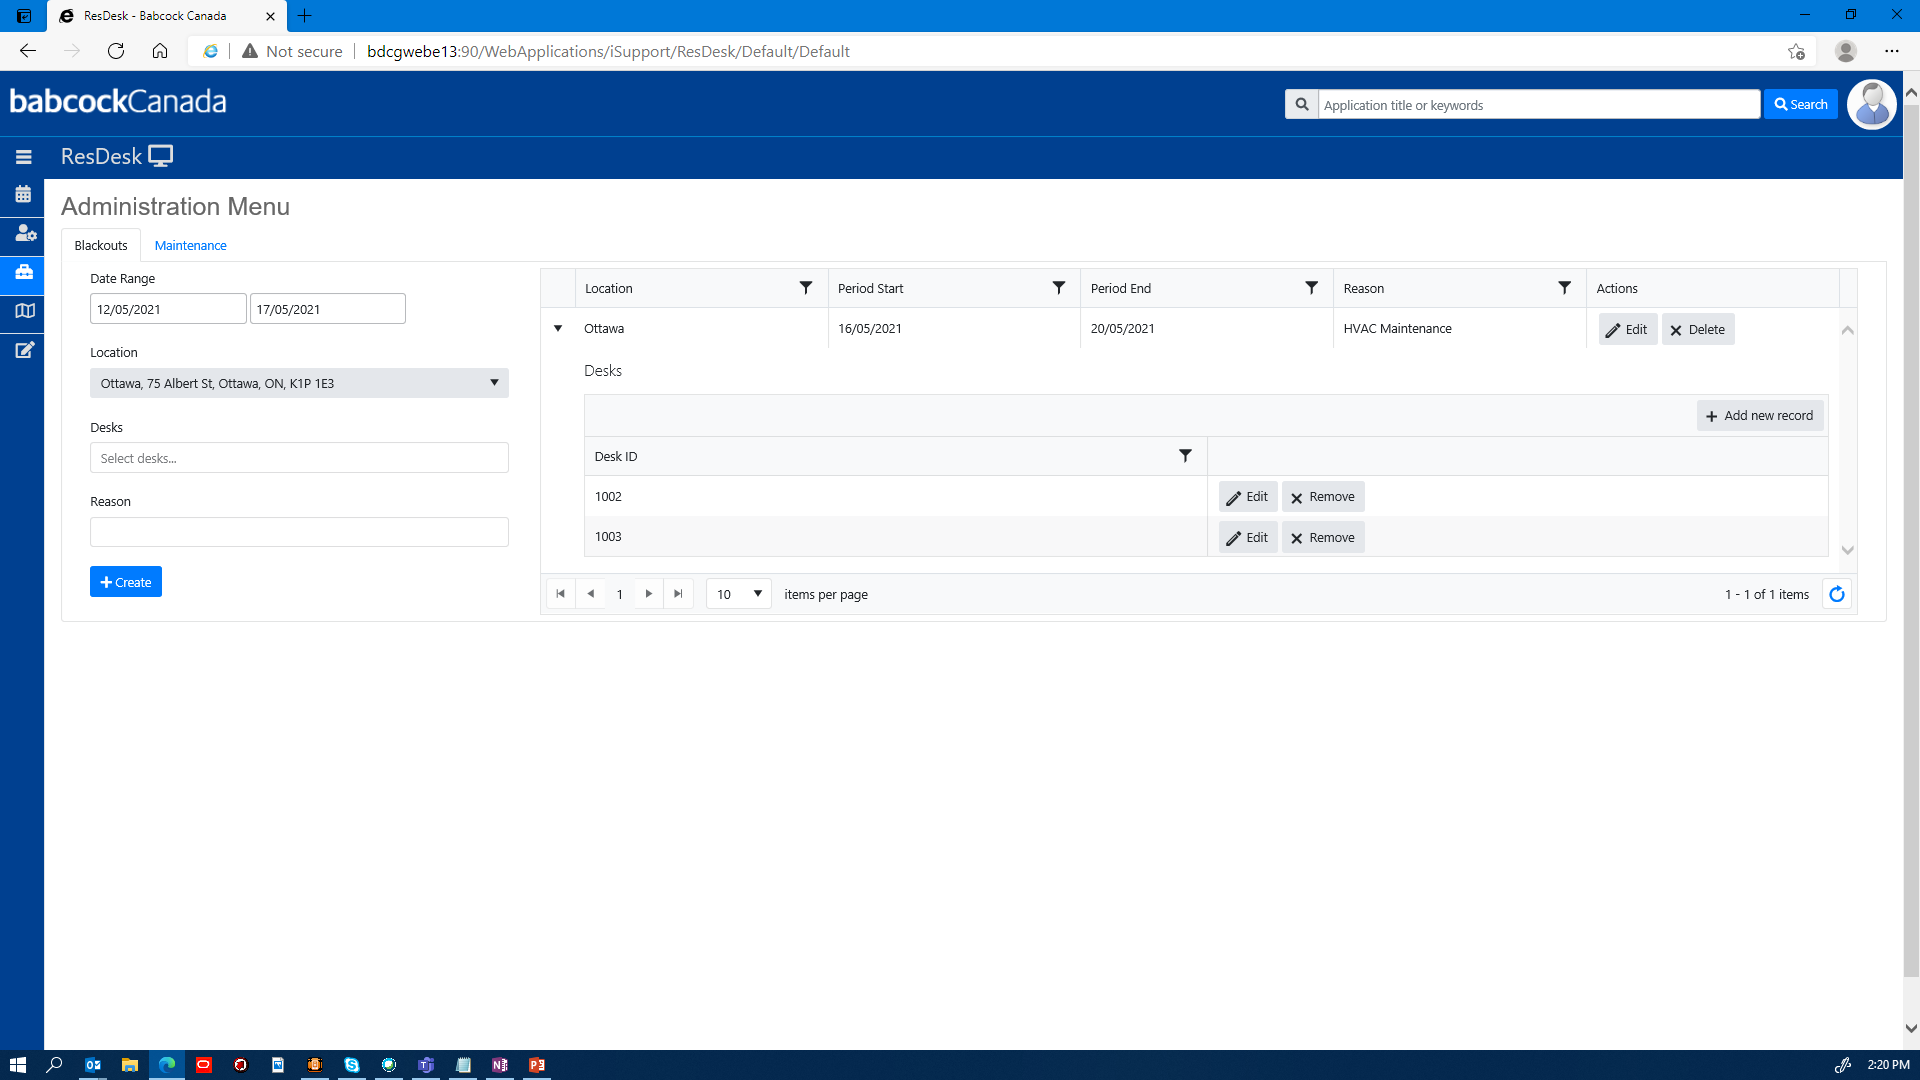 ResDesk - Babcock Canada
Not secure
bdcgwebe13:90/WebApplications/iSupport/ResDesk/Default/Default
babcockCanada
Application title or keywords
Search
ResDesk
Administration Menu
Blackouts
Maintenance
Date Range
12/05/2021
17/05/2021
Location
Ottawa, 75 Albert St, Ottawa, ON, K1P 1E3
Desks
Select desks...
Reason
Create
Location
Period Start
Period End
Reason
Actions
Ottawa
16/05/2021
20/05/2021
HVAC Maintenance
Edit
Delete
Desks
Add new record
Desk ID
1002
Edit
Remove
1003
Edit
Remove
1
10
items per page
1 - 1 of 1 items
2:20 PM